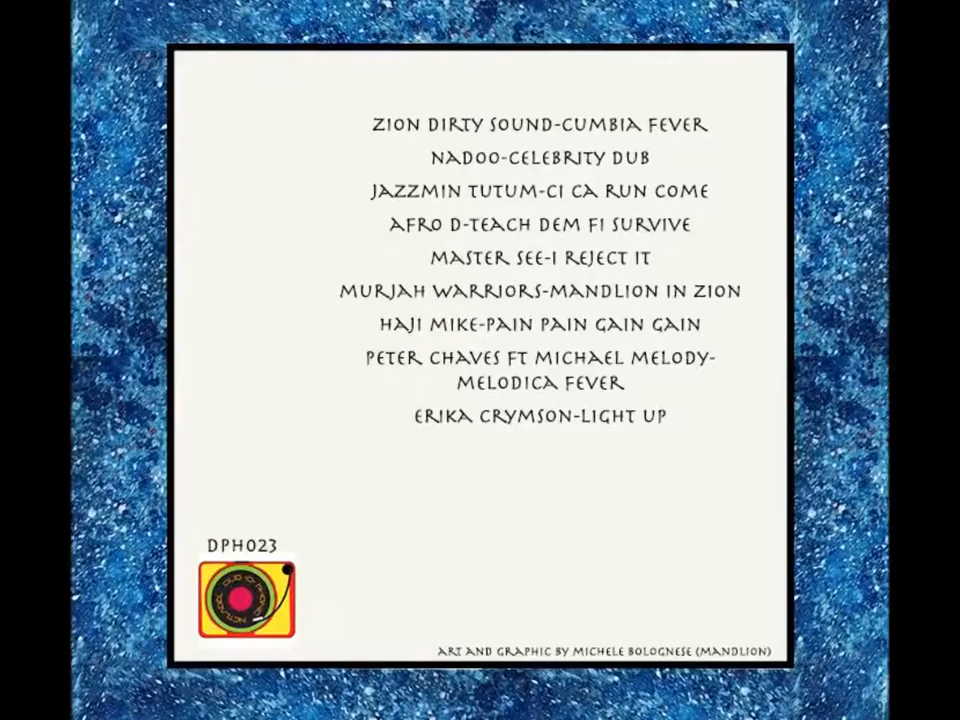 ZION DIRTY SOUND-CUMBIA FEVER
NADOO-CELEBRITY DUB
JAZZMIN TUTUM-CI CA RUN COME
AFRO D-TEACH DEM FI SURVIVE
MASTER SEE-I REJECT IT
MURJAH WARRIORS-MANDLION IN ZION
HAJI MIKE-PAIN PAIN GAIN GAIN
PETER CHAVES FT MICHAEL MELODY-
MELODICA FEVER
ERIKA CRYMSON-LIGHT UP
DPH023
NETLABEL
ART AND GRAPHIC BY MICHELE BOLOGNESE (MANDLION)